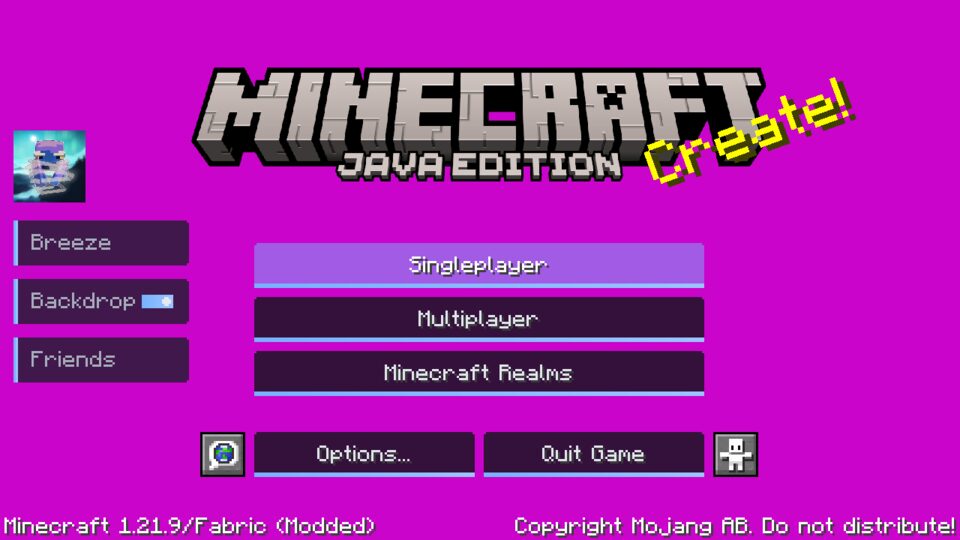 MINECRAFT
JAVA EDITION
Create!
Breeze
Backdrop
Friends
Singleplayer
Multiplayer
Minecraft Realms
Options...
Quit Game
Minecraft 1.21.9/Fabric (Modded)
Copyright Mojang AB. Do not distribute!